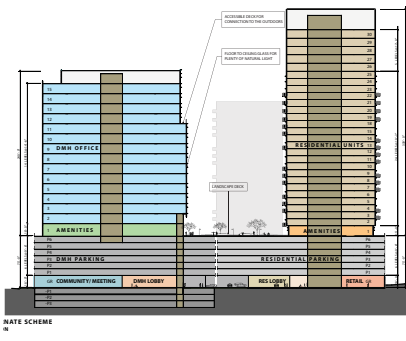 ACCESSIBLE DECK FOR
CONNECTION TO THE OUTDOORS
FLOOR TO CEILING GLASS FOR
PLENTY OF NATURAL LIGHT
LANDSCAPE DECK
15
14
13
12
11
10
9 DMH OFFICE
8
7
6
5
4
3
2
1 AMENITIES
P6
P5
P4
P3 DMH PARKING
P2
P1
GR COMMUNITY/MEETING
DMH LOBBY
-P1
-P2
-P3
30
29
28
27
26
25
24
23
22
21
20
19
18
17
16
15
14
RESIDENTIAL UNITS 13
12
11
10
9
8
7
6
5
4
3
2
AMENITIES 1
P6
P5
P4
RESIDENTIAL PARKING P3
P2
P1
RES LOBBY
RETAIL GR
NATE SCHEME